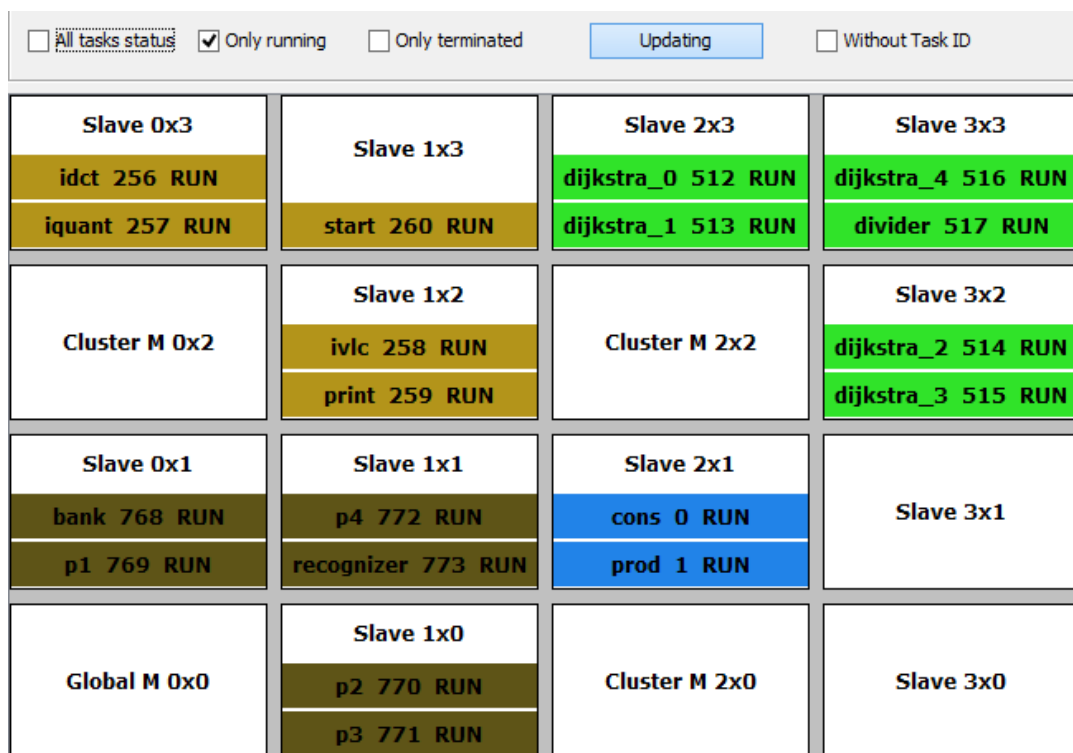 All tasks status
Only running
Only terminated
Updating
Without Task ID
Slave 0x3
idct 256 RUN
iquant 257 RUN
Slave 1x3
start 260 RUN
Slave 2x3
dijkstra_0 512 RUN
dijkstra_1 513 RUN
Slave 3x3
dijkstra_4 516 RUN
divider 517 RUN
Cluster M 0x2
Slave 1x2
ivlc 258 RUN
print 259 RUN
Cluster M 2x2
Slave 3x2
dijkstra_2 514 RUN
dijkstra_3 515 RUN
Slave 0x1
bank 768 RUN
p1 769 RUN
Slave 1x1
p4 772 RUN
recognizer 773 RUN
Slave 2x1
cons 0 RUN
prod 1 RUN
Slave 3x1
Global M 0x0
Slave 1x0
p2 770 RUN
p3 771 RUN
Cluster M 2x0
Slave 3x0